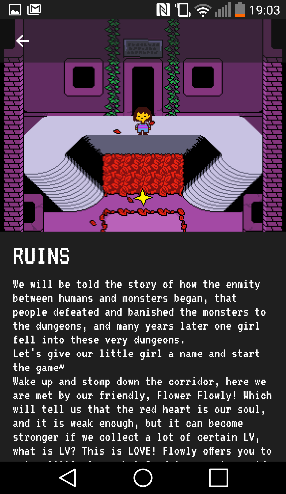 19:03
RUINS
We will be told the story of how the enmity
between humans and monsters began, that
people defeated and banished the monsters to
the dungeons, and many years later one girl
fell into these very dungeons.
Let's give our little girl a name and start
the game~
Wake up and stomp down the corridor, here we
are met by our friendly, Flower Flowly! Which
will tell us that the red heart is our soul,
and it is weak enough, but it can become
stronger if we collect a lot of certain LV,
what is LV? This is LOVE! Flowly offers you to